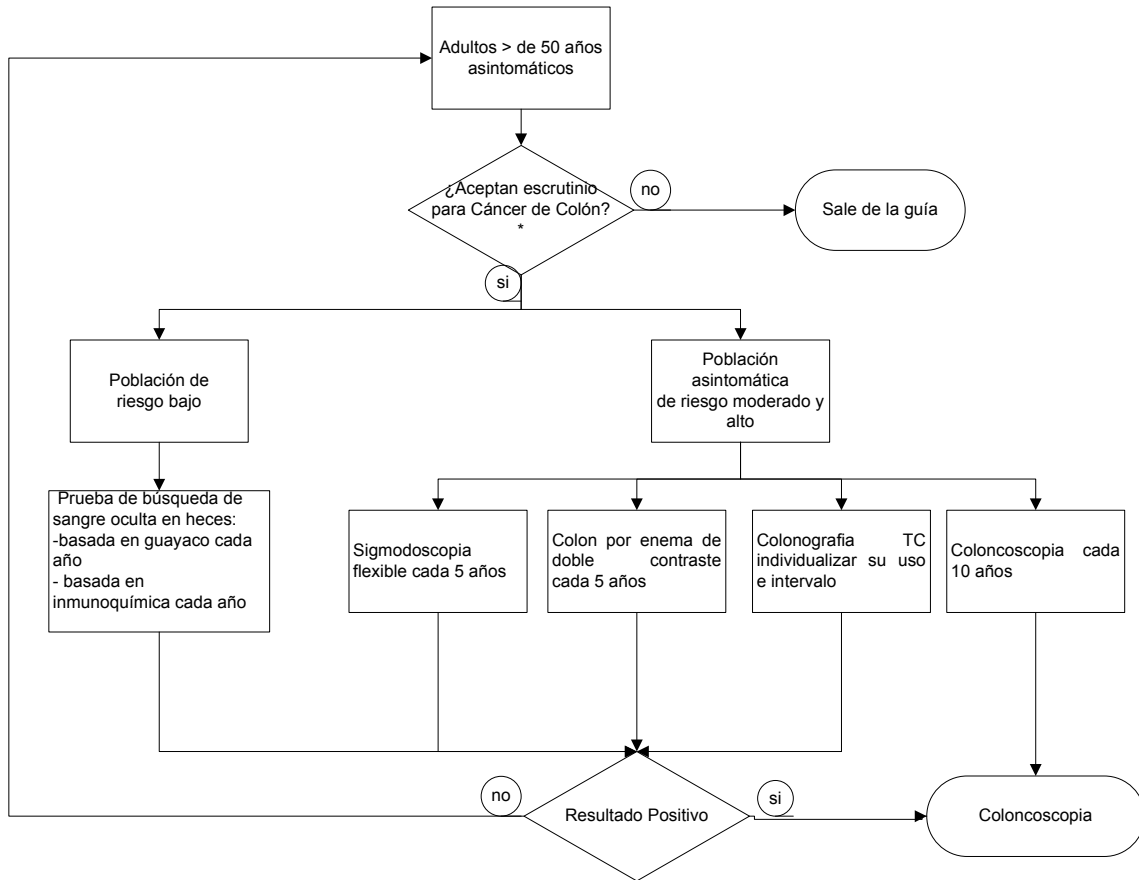 Adultos > de 50 años
asintomáticos
¿Aceptan escrutinio
para Cáncer de Colón?
*
no
Sale de la guía
si
Población de
riesgo bajo
Población
asintomática
de riesgo moderado y
alto
Prueba de búsqueda de
sangre oculta en heces:
-basada en guayaco cada
año
- basada en
inmunoquímica cada año
Sigmodoscopia
flexible cada 5 años
Colon por enema de
doble contraste
cada 5 años
Colonografia TC
individualizar su uso
e intervalo
Coloncoscopia cada
10 años
no
Resultado Positivo
si
Coloncoscopia